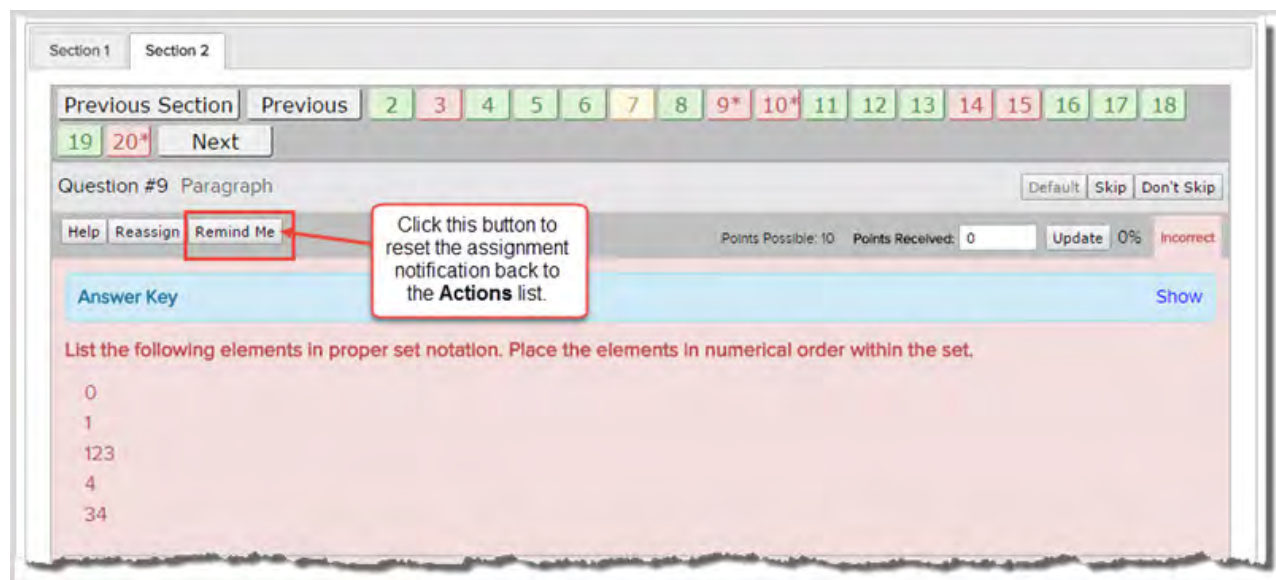 Section 1 Section 2
Previous Section Previous 2 3 4 5 6 7 8 9* 10* 11 12 13 14 15 16 17 18
19 20* Next
Question #9 Paragraph Default Skip Don't Skip
Help Reassign Remind Me Points Possible: 10 Points Received: 0 Update 0% Incorrect
Click this button to
reset the assignment
notification back to
the Actions list.
Answer Key Show
List the following elements in proper set notation. Place the elements in numerical order within the set.
0
1
123
4
34